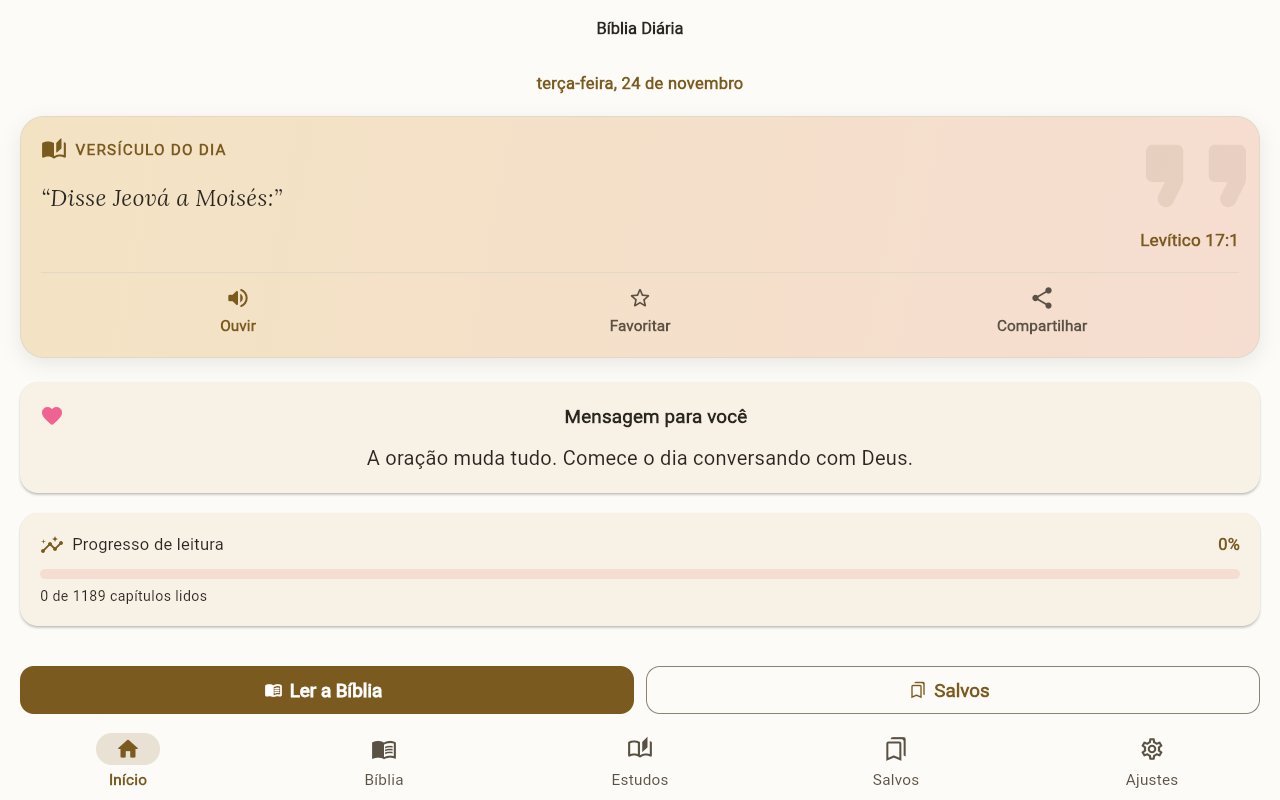 Bíblia Diária
terça-feira, 24 de novembro
VERSÍCULO DO DIA
“Disse Jeová a Moisés:”
Levítico 17:1
Ouvir
Favoritar
Compartilhar
Mensagem para você
A oração muda tudo. Comece o dia conversando com Deus.
Progresso de leitura
0%
0 de 1189 capítulos lidos
Ler a Bíblia
Salvos
Início
Bíblia
Estudos
Salvos
Ajustes